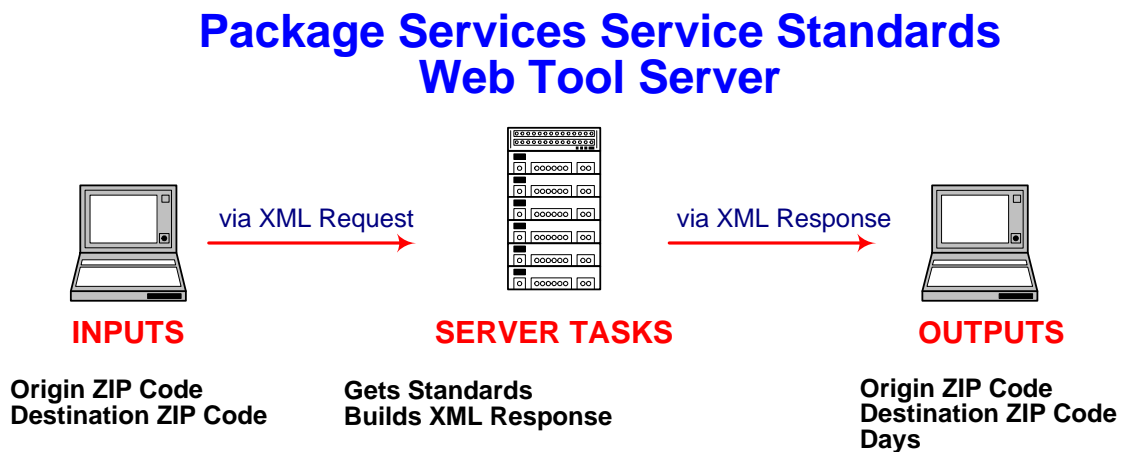 Package Services Service Standards
Web Tool Server
via XML Request
via XML Response
INPUTS
SERVER TASKS
OUTPUTS
Origin ZIP Code
Destination ZIP Code
Gets Standards
Builds XML Response
Origin ZIP Code
Destination ZIP Code
Days